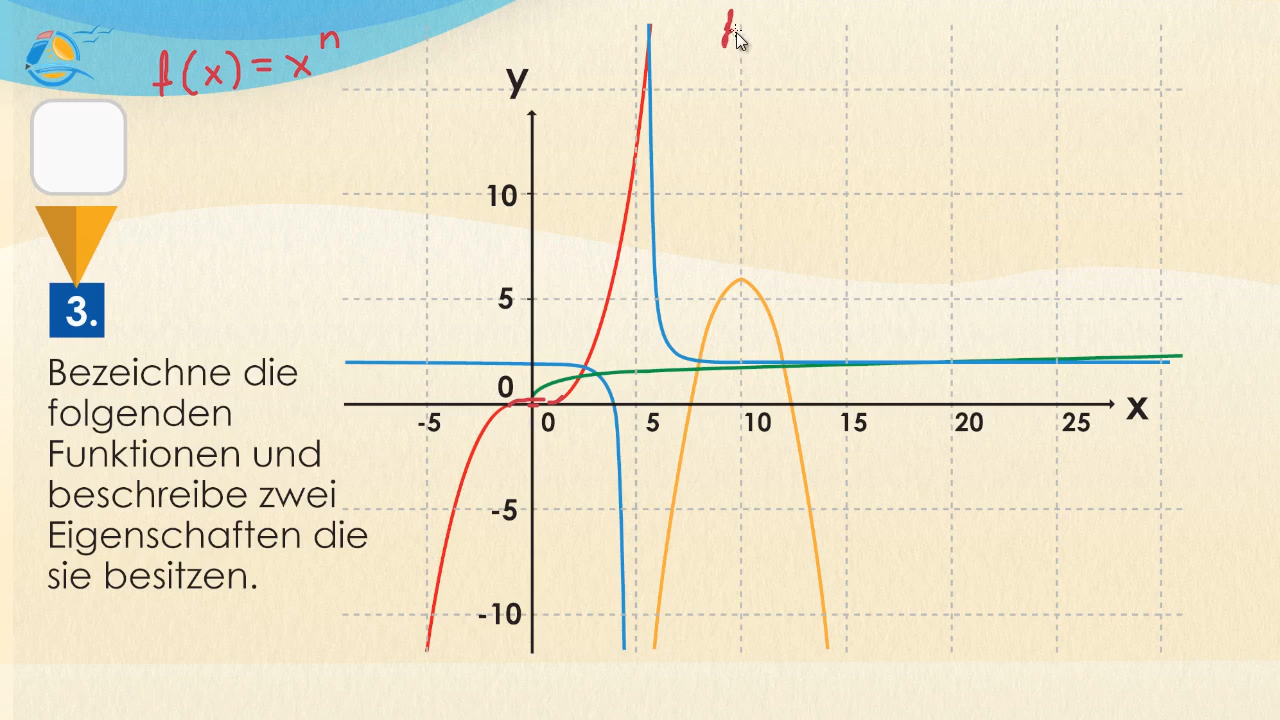 f(x) = xⁿ
f
y
10
5
0
-5
0
5
10
15
20
25
x
-5
-10
3.
Bezeichne die
folgenden
Funktionen und
beschreibe zwei
Eigenschaften die
sie besitzen.